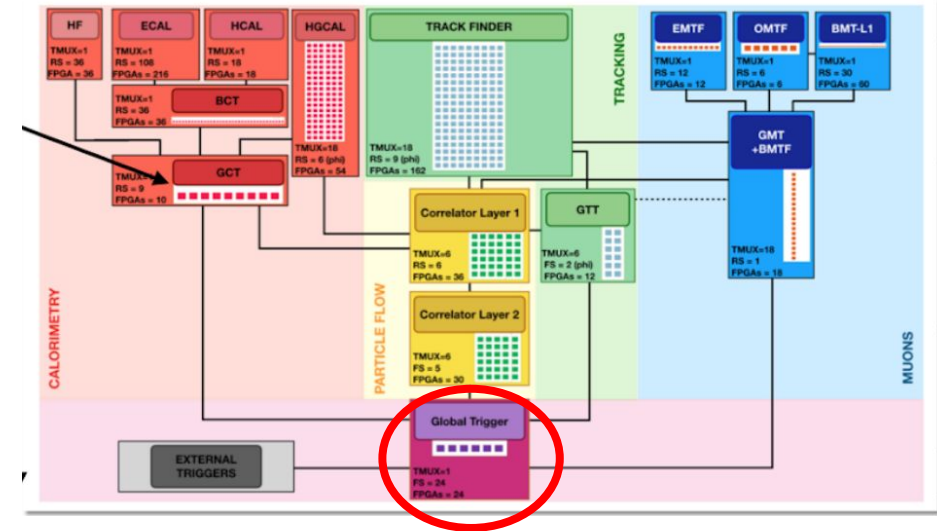 HF
TMUX=1
RS = 36
FPGA = 36
ECAL
TMUX=1
RS = 108
FPGAs = 216
HCAL
TMUX=1
RS = 18
FPGAs = 18
HGCAL
TMUX=18
RS = 6 (phi)
FPGAs = 54
TRACK FINDER
TMUX=18
RS = 9 (phi)
FPGAs = 162
TRACKING
EMTF
TMUX=1
RS = 12
FPGAs = 12
OMTF
TMUX=1
RS = 6
FPGAs = 6
BMT-L1
TMUX=1
RS = 30
FPGAs = 60
BCT
TMUX=1
RS = 36
FPGAs = 36
GCT
TMUX
RS = 9
FPGAs = 10
GMT
+BMTF
TMUX=18
RS = 1
FPGAs = 18
Correlator Layer 1
TMUX=6
RS = 6
FPGAs = 36
GTT
TMUX=6
FS = 2 (phi)
FPGAs = 12
Correlator Layer 2
TMUX=6
FS = 5
FPGAs = 30
CALORIMETRY
PARTICLE FLOW
MUONS
Global Trigger
TMUX=1
FS = 24
FPGAs = 24
EXTERNAL
TRIGGERS